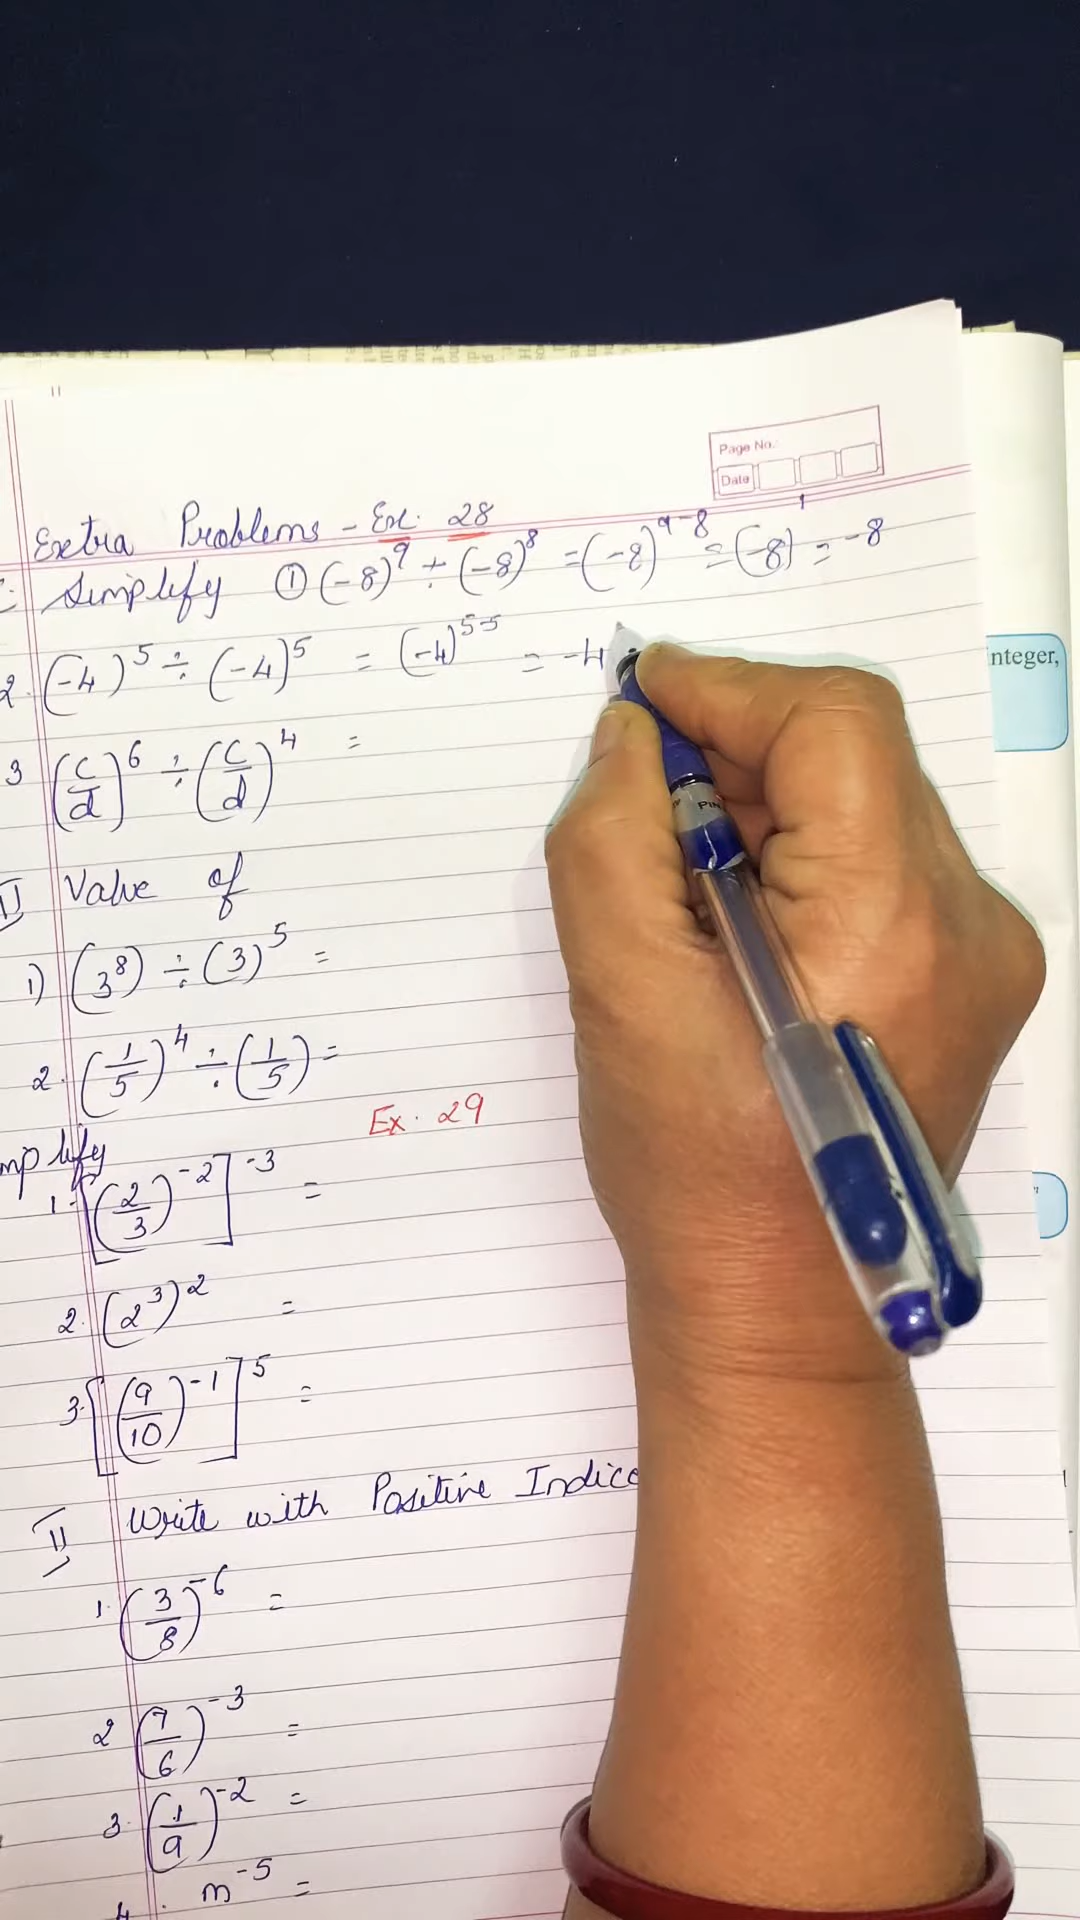 Page No.
Date
Extra Problems - Ex. 28
Simplify ① (-8)⁹ ÷ (-8)⁸ = (-8)⁹⁻⁸ = (-8)¹ = -8
2. (-4)⁵ ÷ (-4)⁵ = (-4)⁵⁻⁵ = -4
3 (c/d)⁶ ÷ (c/d)⁴ =
II Value of
1) (3⁸) ÷ (3)⁵ =
2. (1/5)⁴ ÷ (1/5) =
Ex. 29
mplify
1. [(2/3)⁻²]⁻³ =
2. (2³)² =
3. [(9/10)⁻¹]⁵ =
II Write with Positive Indice
1. (3/8)⁻⁶ =
2 (7/6)⁻³ =
3. (1/9)⁻² =
4. m⁻⁵ =
nteger,
PIN